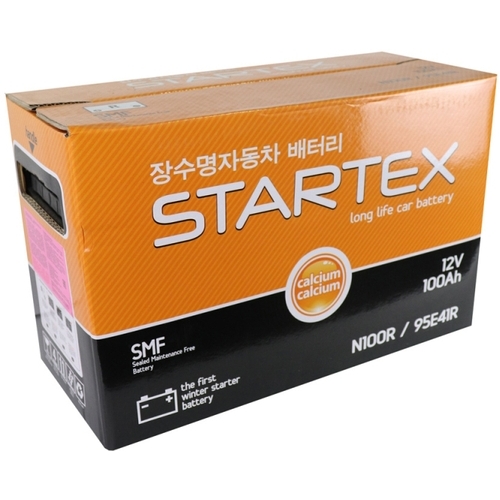 장수명자동차 배터리
STARTEX
long life car battery
calcium
calcium
12V
100Ah
N100R / 95E41R
SMF
Sealed Maintenance Free
Battery
the first
winter starter
battery